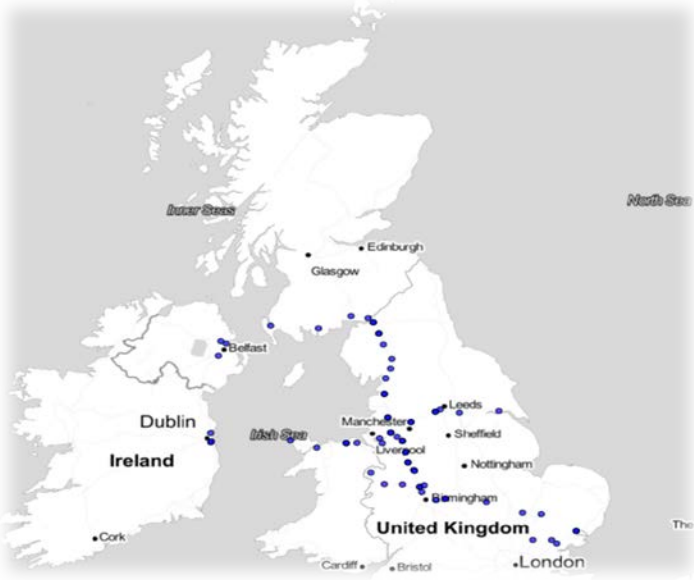 North Sea
Inner Seas
Edinburgh
Glasgow
Belfast
Leeds
Dublin
Manchester
Irish Sea
Sheffield
Liverpool
Ireland
Nottingham
Birmingham
United Kingdom
The
Cork
London
Cardiff
Bristol